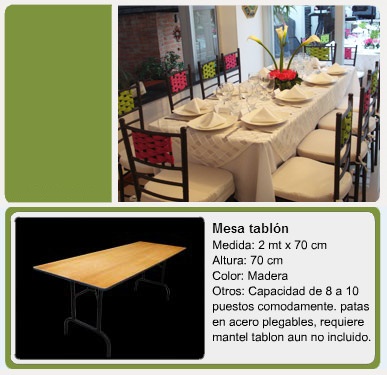 Mesa tablón
Medida: 2 mt x 70 cm
Altura: 70 cm
Color: Madera
Otros: Capacidad de 8 a 10
puestos comodamente. patas
en acero plegables, requiere
mantel tablon aun no incluido.